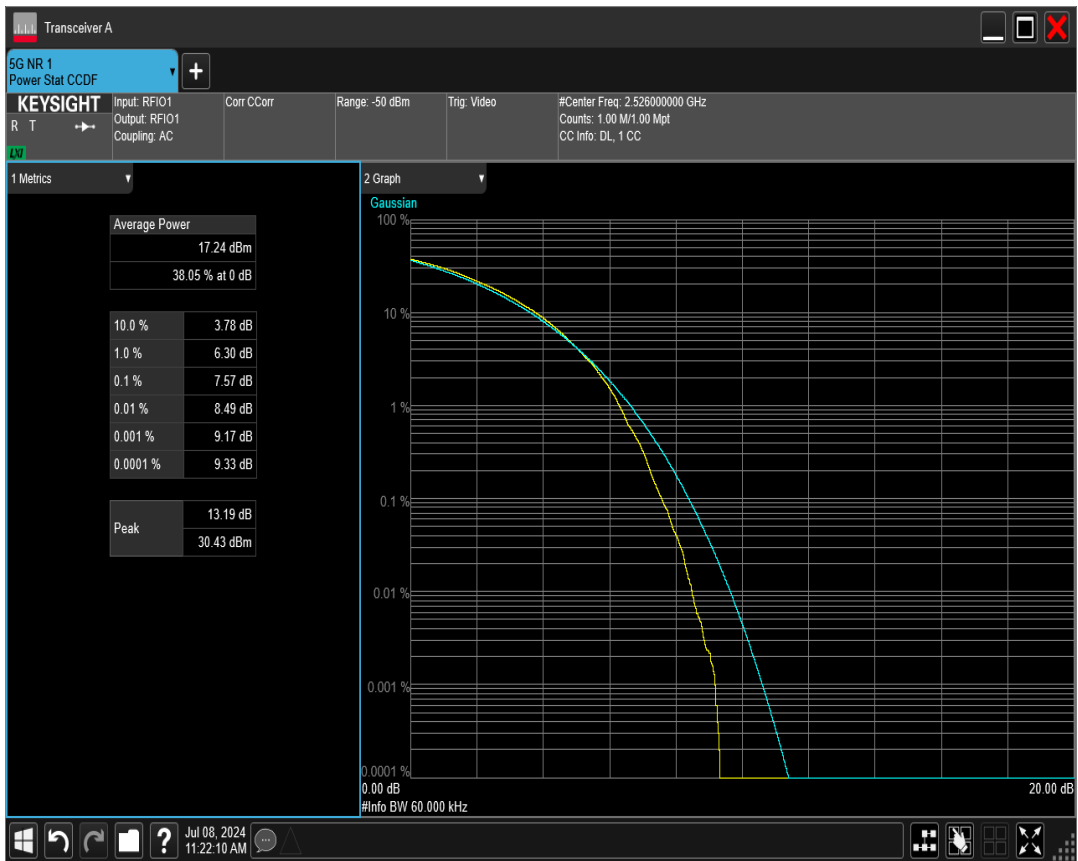 Transceiver A
5G NR 1
Power Stat CCDF
KEYSIGHT
R T
LXI
Input: RFIO1
Output: RFIO1
Coupling: AC
Corr CCorr
Range: -50 dBm
Trig: Video
#Center Freq: 2.526000000 GHz
Counts: 1.00 M/1.00 Mpt
CC Info: DL, 1 CC
1 Metrics
Average Power
17.24 dBm
38.05 % at 0 dB
10.0 % 3.78 dB
1.0 % 6.30 dB
0.1 % 7.57 dB
0.01 % 8.49 dB
0.001 % 9.17 dB
0.0001 % 9.33 dB
Peak
13.19 dB
30.43 dBm
2 Graph
Gaussian
100 %
10 %
1 %
0.1 %
0.01 %
0.001 %
0.0001 %
0.00 dB 20.00 dB
#Info BW 60.000 kHz
?
Jul 08, 2024
11:22:10 AM